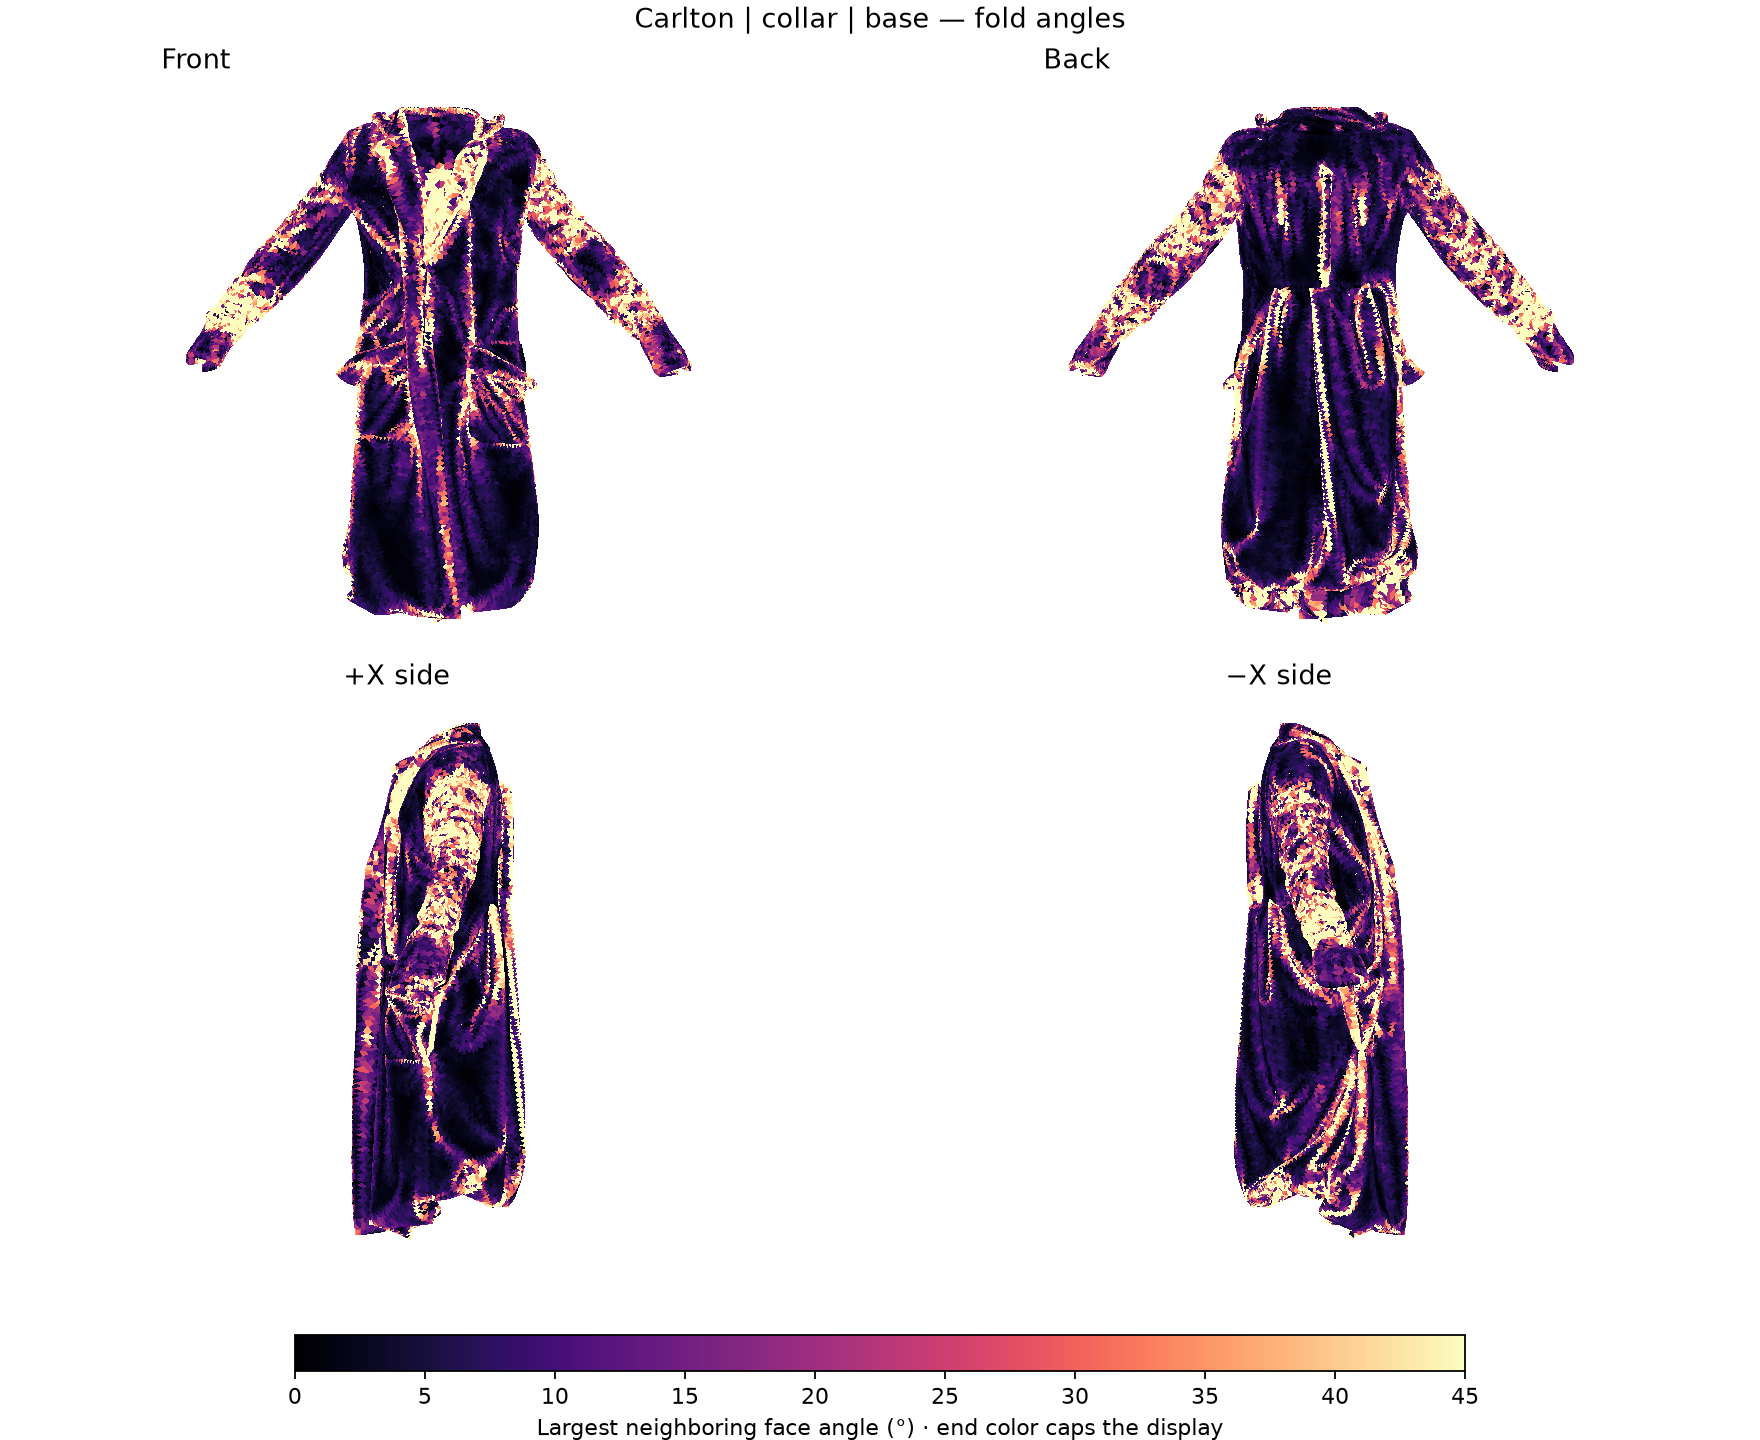 Carlton | collar | base — fold angles
Front
Back
+X side
−X side
0 5 10 15 20 25 30 35 40 45
Largest neighboring face angle (°) · end color caps the display